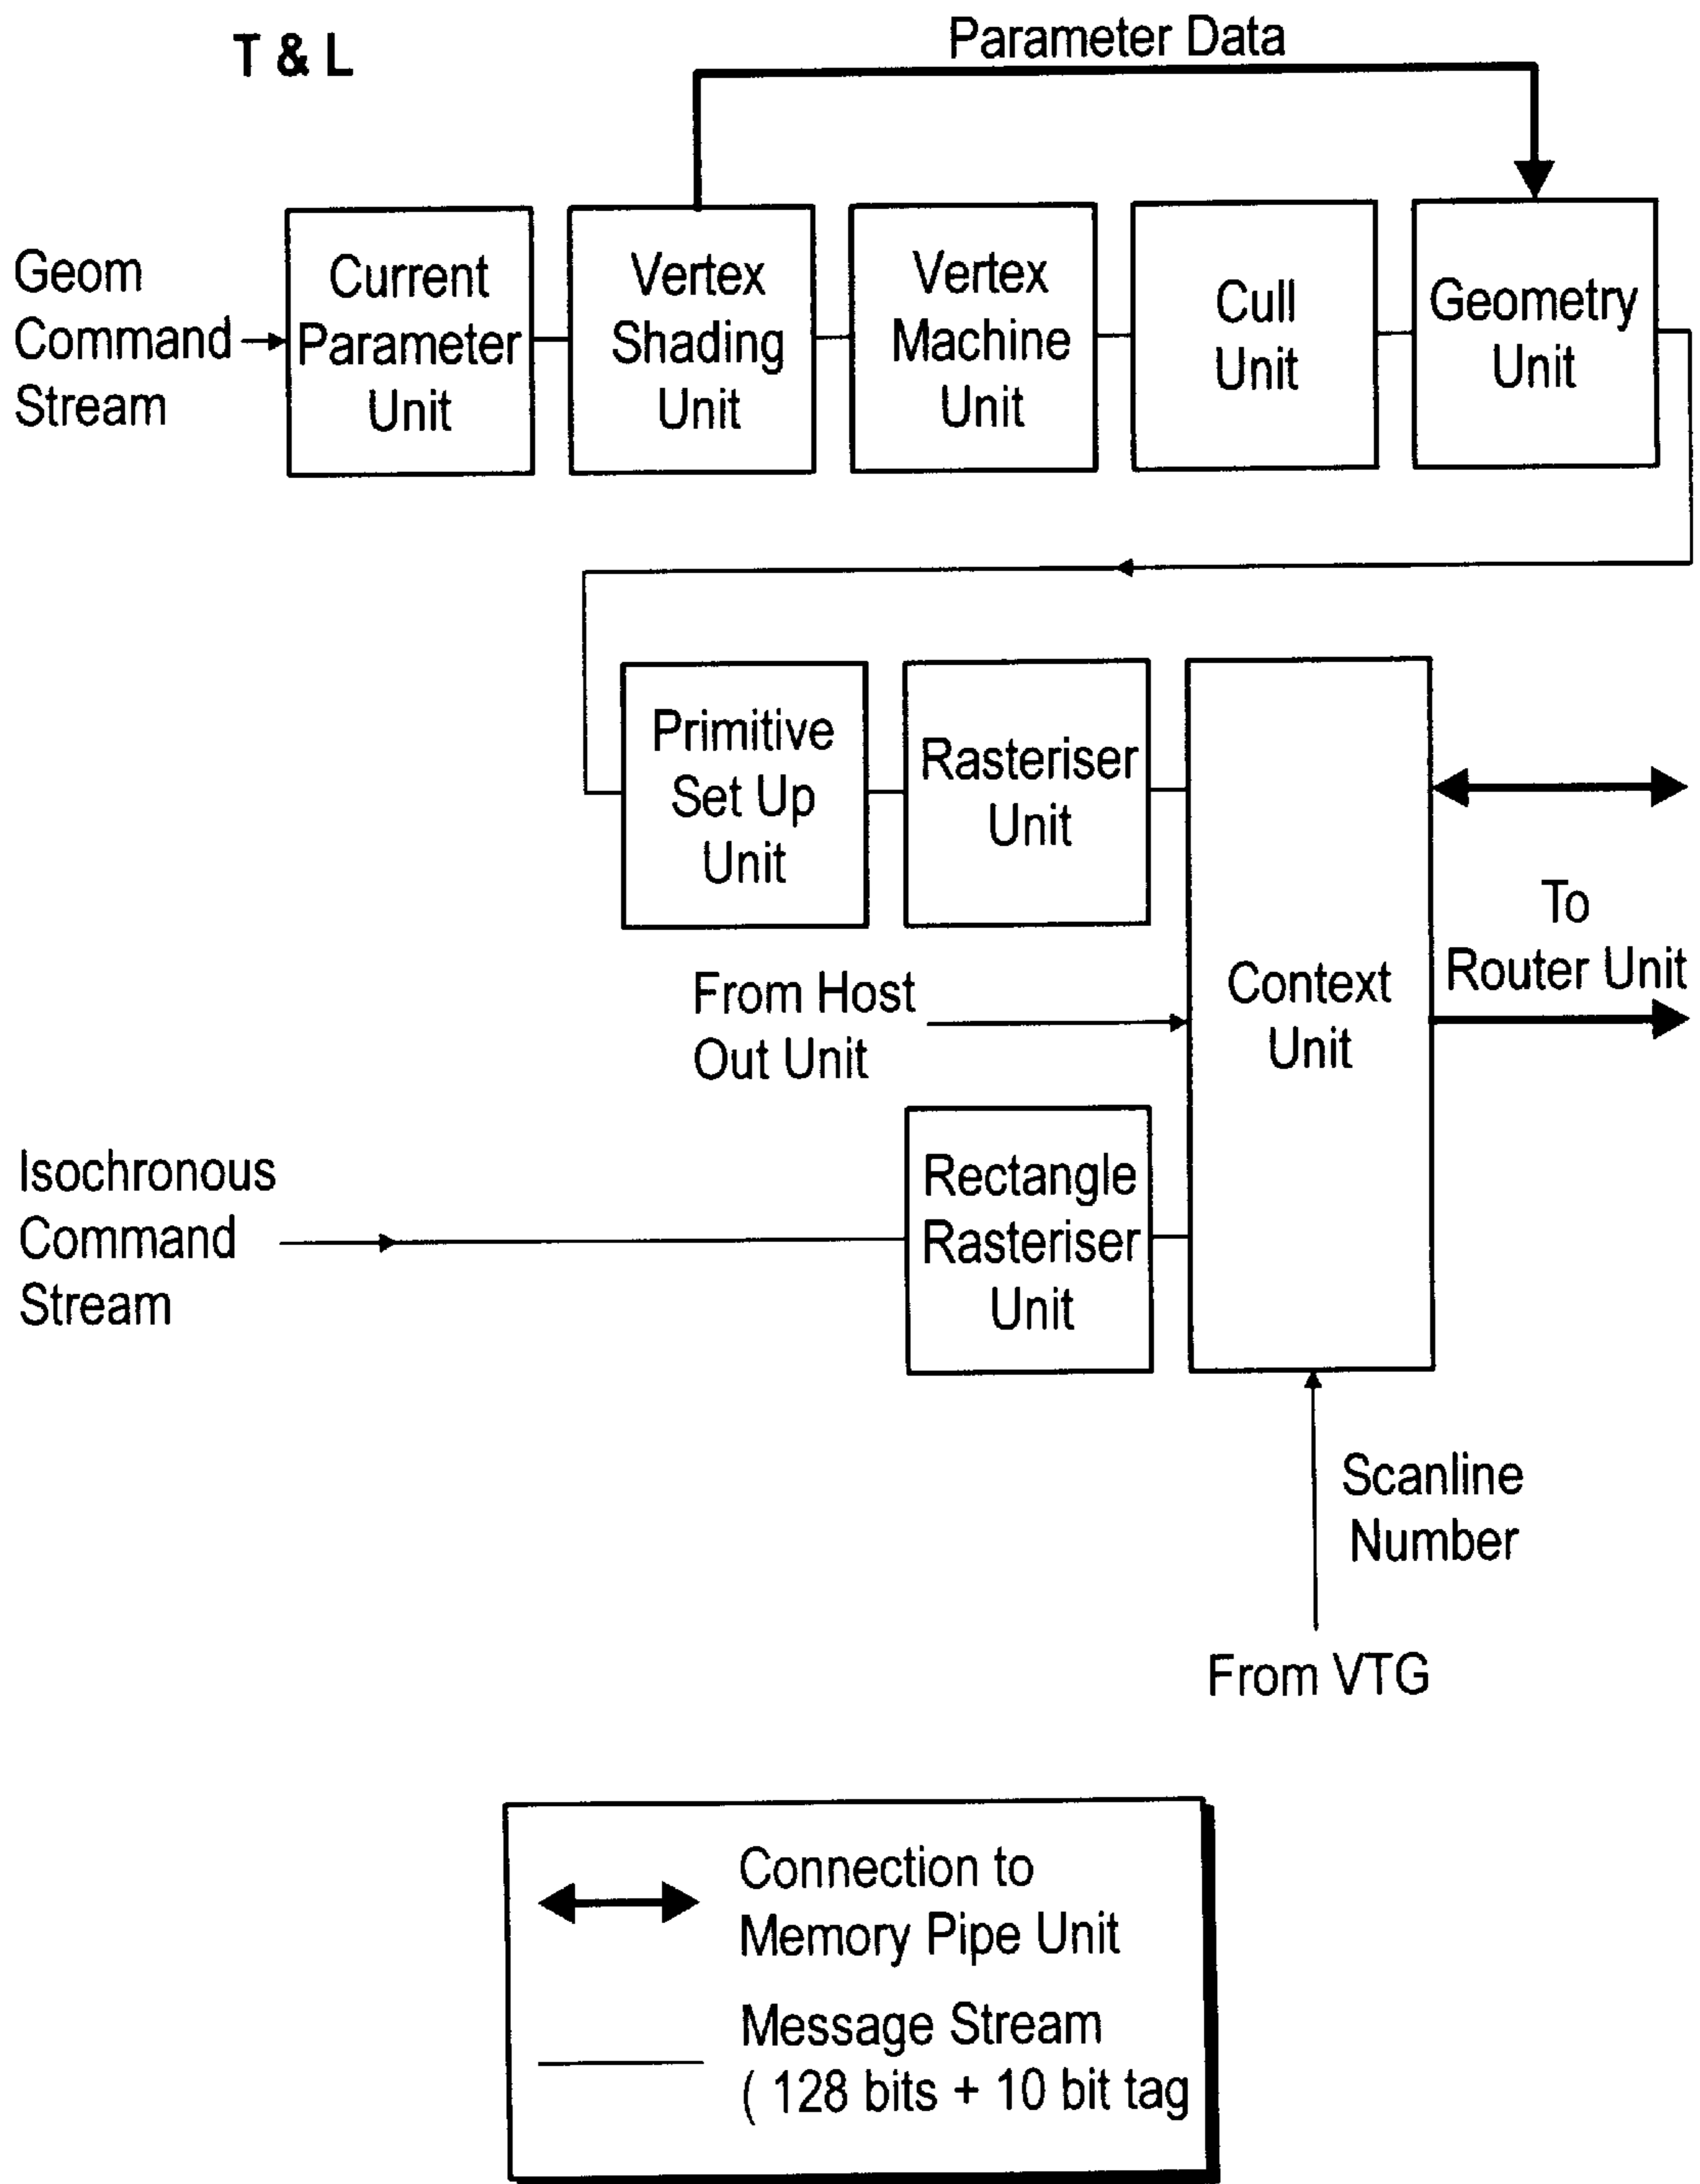 T & L
Parameter Data
Geom
Command
Stream
Current
Parameter
Unit
Vertex
Shading
Unit
Vertex
Machine
Unit
Cull
Unit
Geometry
Unit
Primitive
Set Up
Unit
Rasteriser
Unit
Context
Unit
To
Router Unit
From Host
Out Unit
Isochronous
Command
Stream
Rectangle
Rasteriser
Unit
Scanline
Number
From VTG
Connection to
Memory Pipe Unit
Message Stream
( 128 bits + 10 bit tag